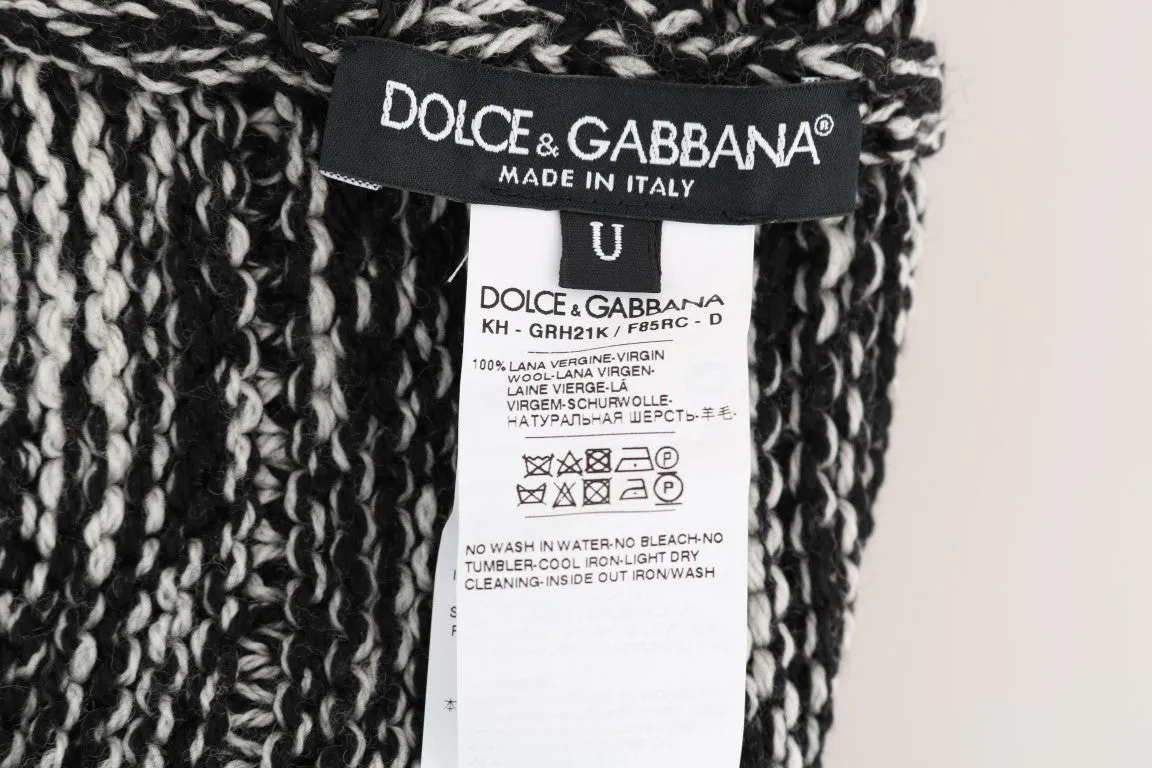 DOLCE & GABBANA®
MADE IN ITALY
U
DOLCE & GABBANA
KH - GRH21K / F85RC - D
100% LANA VERGINE-VIRGIN
WOOL-LANA VIRGEN-
LAINE VIERGE-LÃ
VIRGEM-SCHURWOLLE-
НАТУРАЛЬНАЯ ШЕРСТЬ-羊毛-
P
P
NO WASH IN WATER-NO BLEACH-NO
TUMBLER-COOL IRON-LIGHT DRY
CLEANING-INSIDE OUT IRON/WASH
本